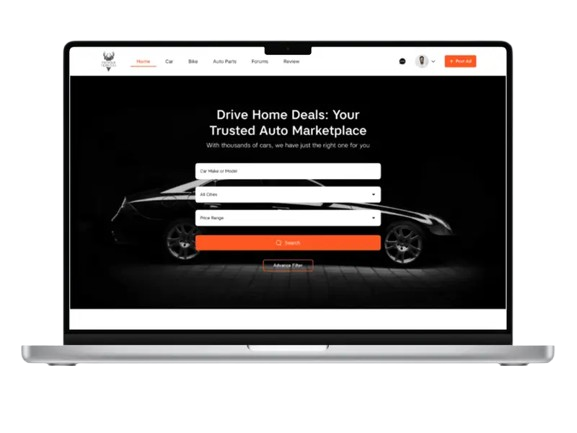 Home Car Bike Auto Parts Forums Review + Post Ad
Drive Home Deals: Your
Trusted Auto Marketplace
With thousands of cars, we have just the right one for you
Car Make or Model
All Cities
Price Range
Search
Advance Filter